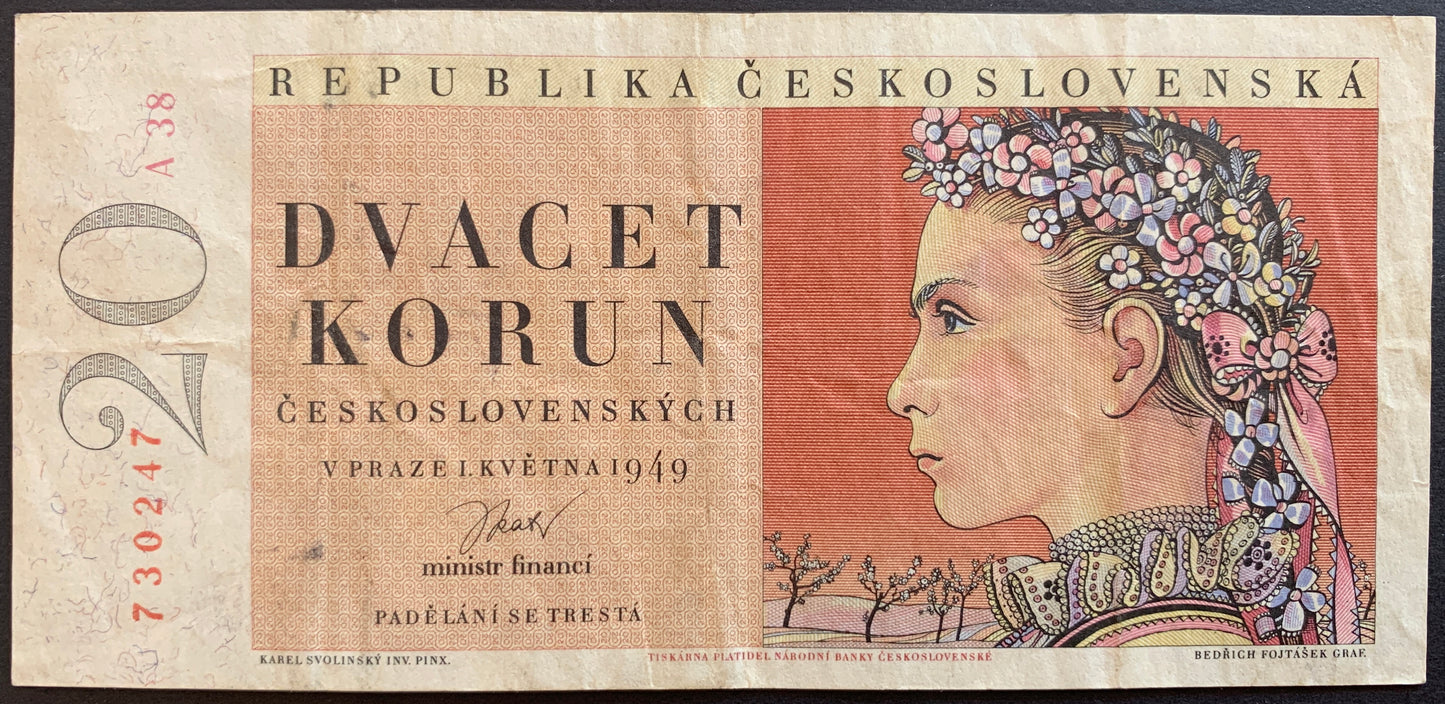 REPUBLIKA ČESKOSLOVENSKÁ
A 38
20
730247
DVACET
KORUN
ČESKOSLOVENSKÝCH
V PRAZE 1. KVĚTNA 1949
ministr financí
PADĚLÁNÍ SE TRESTÁ
KAREL SVOLINSKÝ INV. PINX.
TISKÁRNA PLATIDEL NÁRODNÍ BANKY ČESKOSLOVENSKÉ
BEDŘICH FOJTÁŠEK GRAF.